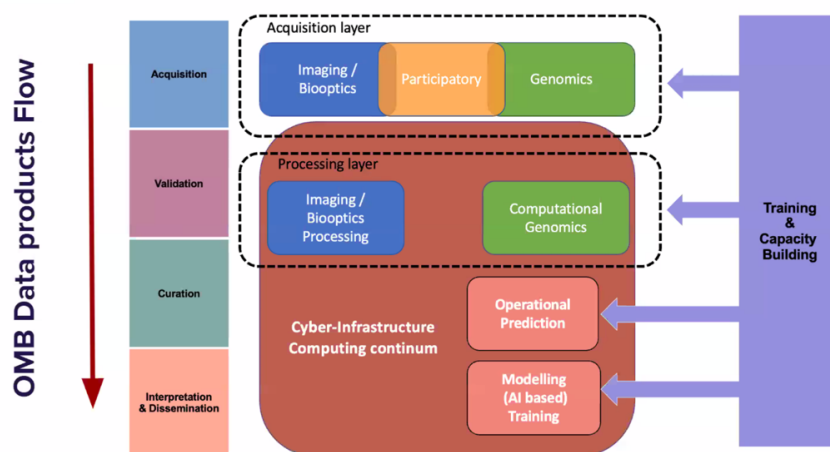 OMB Data products Flow
Acquisition
Validation
Curation
Interpretation
& Dissemination
Acquisition layer
Imaging /
Biooptics
Participatory
Genomics
Processing layer
Imaging /
Biooptics
Processing
Computational
Genomics
Cyber-Infrastructure
Computing continum
Operational
Prediction
Modelling
(AI based)
Training
Training
&
Capacity
Building